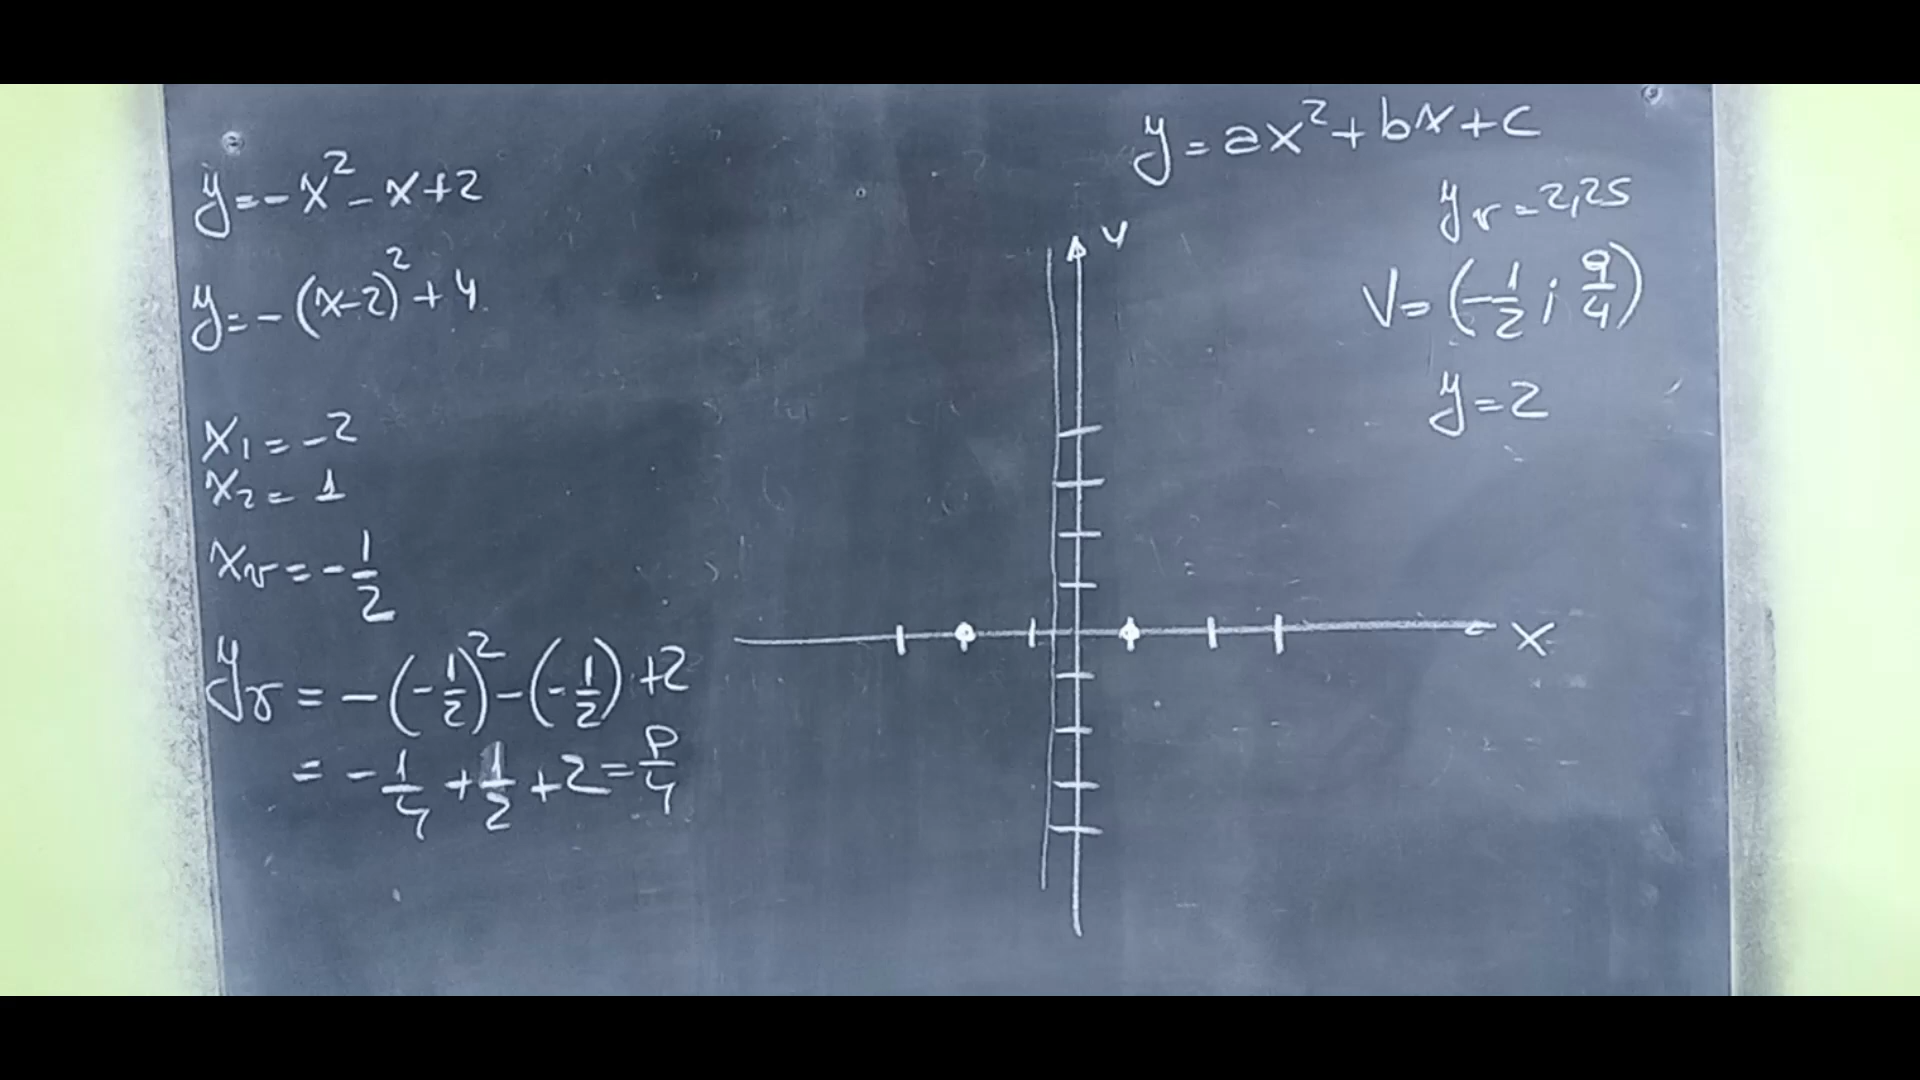 y=-x²-x+2
y=-(x-2)²+4
x₁=-2
x₂=1
xᵥ=-1/2
yᵥ=-(-1/2)²-(-1/2)+2
=-1/4+1/2+2=9/4
y=ax²+bx+c
yᵥ=2,25
V=(-1/2;9/4)
y=2
y
x